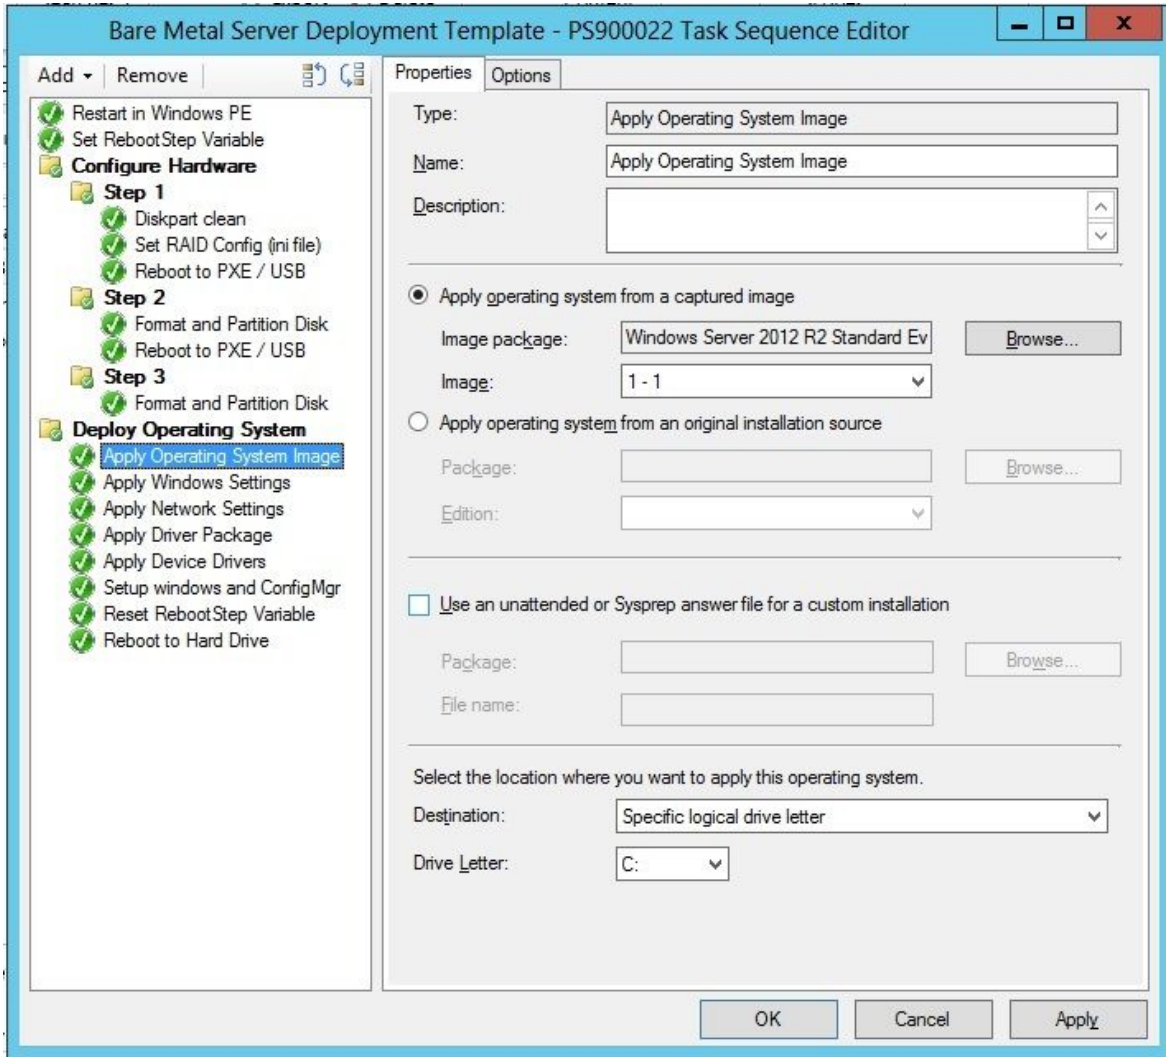 Bare Metal Server Deployment Template - PS900022 Task Sequence Editor
Add
Remove
Restart in Windows PE
Set RebootStep Variable
Configure Hardware
Step 1
Diskpart clean
Set RAID Config (ini file)
Reboot to PXE / USB
Step 2
Format and Partition Disk
Reboot to PXE / USB
Step 3
Format and Partition Disk
Deploy Operating System
Apply Operating System Image
Apply Windows Settings
Apply Network Settings
Apply Driver Package
Apply Device Drivers
Setup windows and ConfigMgr
Reset RebootStep Variable
Reboot to Hard Drive
Properties
Options
Type: Apply Operating System Image
Name: Apply Operating System Image
Description:
Apply operating system from a captured image
Image package: Windows Server 2012 R2 Standard Ev Browse...
Image: 1 - 1
Apply operating system from an original installation source
Package: Browse...
Edition:
Use an unattended or Sysprep answer file for a custom installation
Package: Browse...
File name:
Select the location where you want to apply this operating system.
Destination: Specific logical drive letter
Drive Letter: C:
OK Cancel Apply